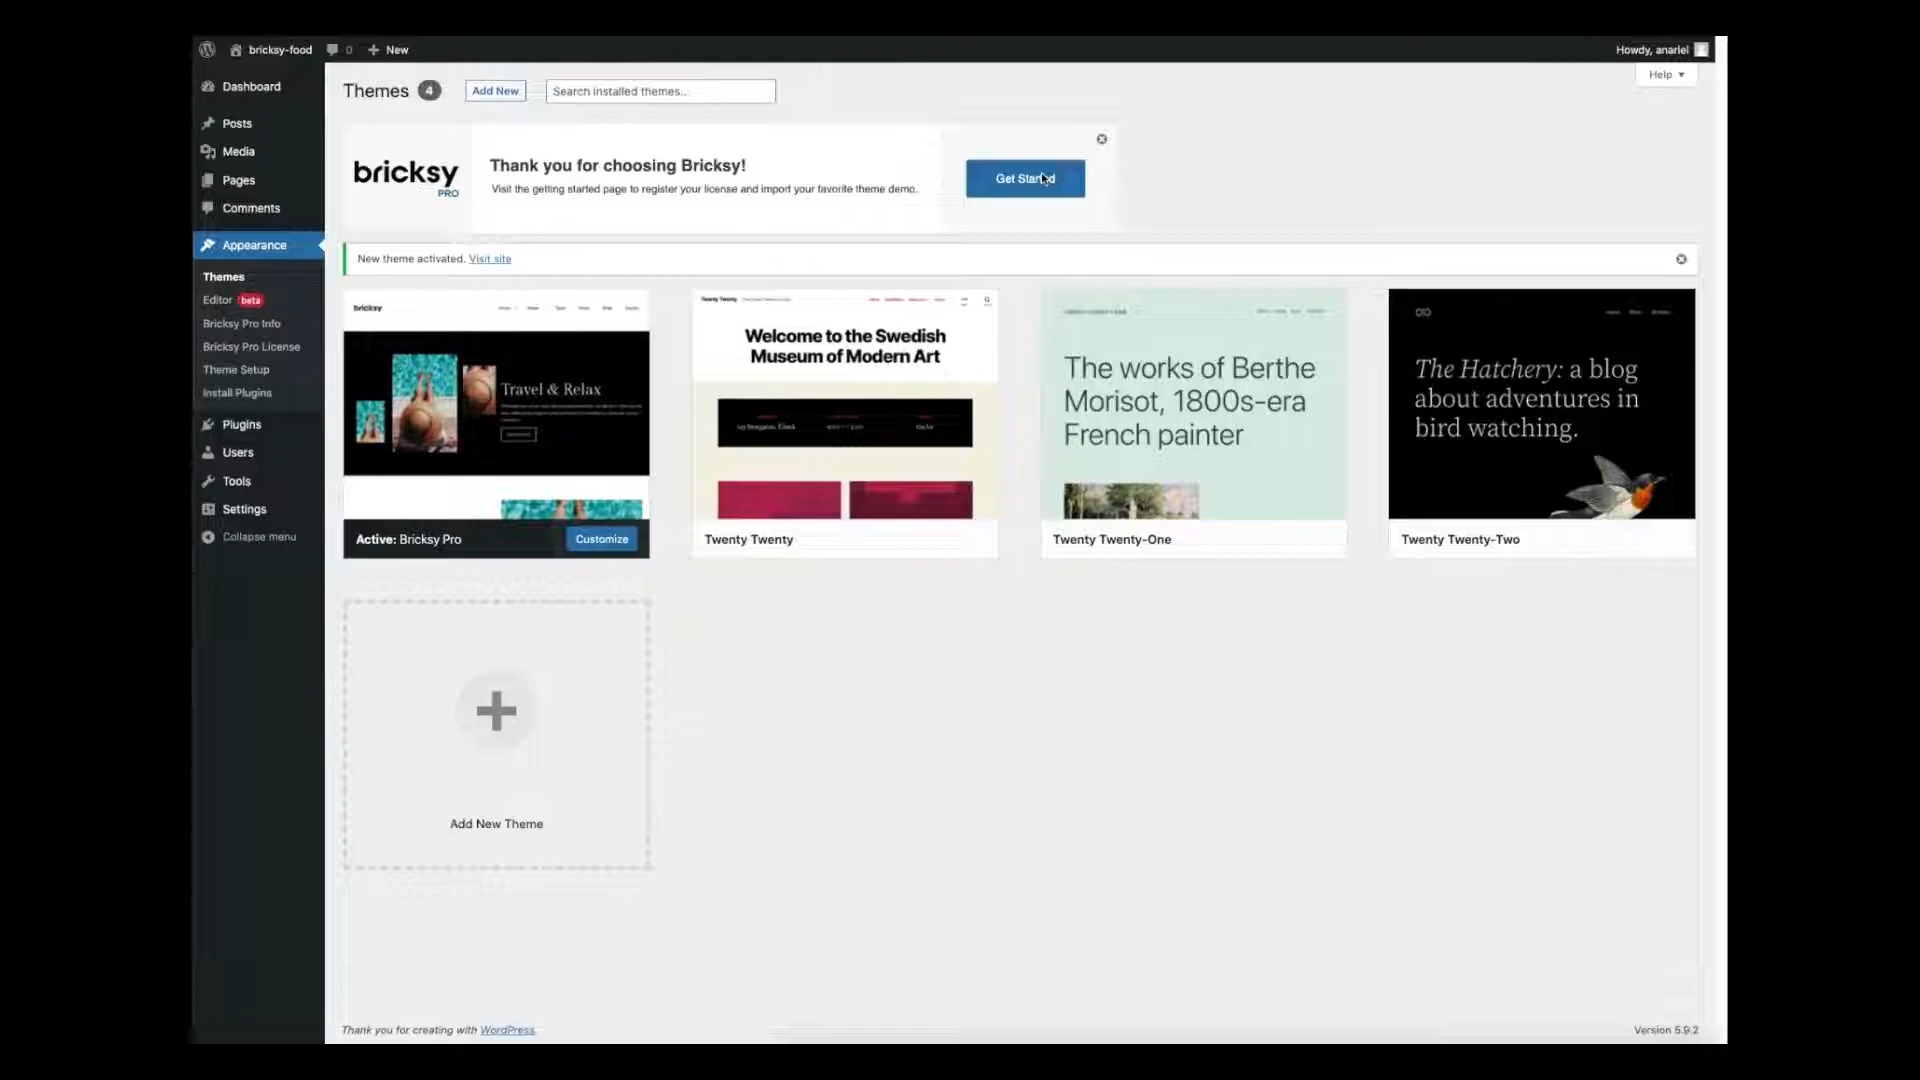 bricksy-food
0
New
Howdy, anariel
Dashboard
Posts
Media
Pages
Comments
Appearance
Themes
Editor beta
Bricksy Pro Info
Bricksy Pro License
Theme Setup
Install Plugins
Plugins
Users
Tools
Settings
Collapse menu
Themes 4
Add New
Search installed themes...
Help
bricksy
PRO
Thank you for choosing Bricksy!
Visit the getting started page to register your license and import your favorite theme demo.
Get Started
New theme activated. Visit site
bricksy
Travel & Relax
Active: Bricksy Pro
Customize
Twenty Twenty
Welcome to the Swedish
Museum of Modern Art
Twenty Twenty
The works of Berthe
Morisot, 1800s-era
French painter
Twenty Twenty-One
The Hatchery: a blog
about adventures in
bird watching.
Twenty Twenty-Two
Add New Theme
Thank you for creating with WordPress.
Version 5.9.2